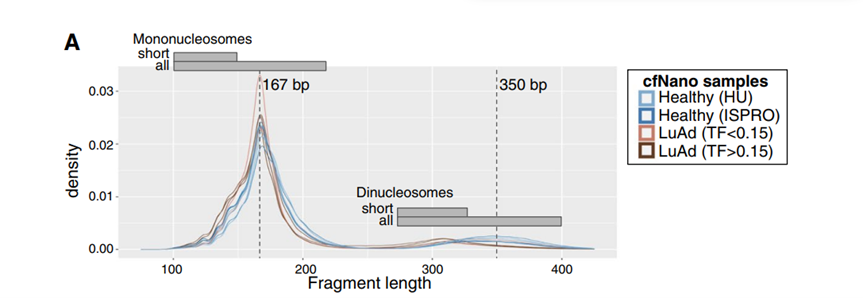 A
Mononucleosomes
short
all
167 bp
350 bp
Dinucleosomes
short
all
density
0.03
0.02
0.01
0.00
100
200
300
400
Fragment length
cfNano samples
Healthy (HU)
Healthy (ISPRO)
LuAd (TF<0.15)
LuAd (TF>0.15)